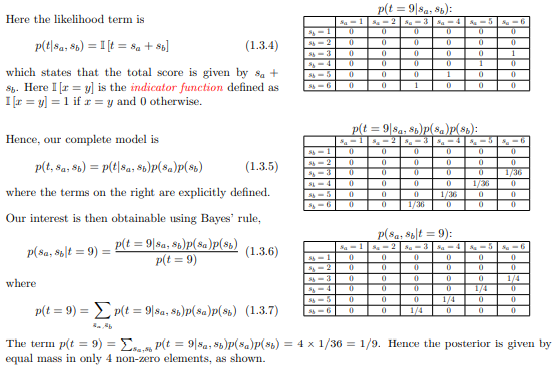 Here the likelihood term is
p(t|s_a, s_b) = 𝕀[t = s_a + s_b] (1.3.4)
which states that the total score is given by s_a +
s_b. Here 𝕀[x = y] is the indicator function defined as
𝕀[x = y] = 1 if x = y and 0 otherwise.
p(t = 9|s_a, s_b):
s_a = 1 s_a = 2 s_a = 3 s_a = 4 s_a = 5 s_a = 6
s_b = 1 0 0 0 0 0 0
s_b = 2 0 0 0 0 0 0
s_b = 3 0 0 0 0 0 1
s_b = 4 0 0 0 0 1 0
s_b = 5 0 0 0 1 0 0
s_b = 6 0 0 1 0 0 0
Hence, our complete model is
p(t, s_a, s_b) = p(t|s_a, s_b)p(s_a)p(s_b) (1.3.5)
where the terms on the right are explicitly defined.
p(t = 9|s_a, s_b)p(s_a)p(s_b):
s_a = 1 s_a = 2 s_a = 3 s_a = 4 s_a = 5 s_a = 6
s_b = 1 0 0 0 0 0 0
s_b = 2 0 0 0 0 0 0
s_b = 3 0 0 0 0 0 1/36
s_b = 4 0 0 0 0 1/36 0
s_b = 5 0 0 0 1/36 0 0
s_b = 6 0 0 1/36 0 0 0
Our interest is then obtainable using Bayes' rule,
p(s_a, s_b|t = 9) = p(t = 9|s_a, s_b)p(s_a)p(s_b) / p(t = 9) (1.3.6)
where
p(t = 9) = ∑_{s_a,s_b} p(t = 9|s_a, s_b)p(s_a)p(s_b) (1.3.7)
p(s_a, s_b|t = 9):
s_a = 1 s_a = 2 s_a = 3 s_a = 4 s_a = 5 s_a = 6
s_b = 1 0 0 0 0 0 0
s_b = 2 0 0 0 0 0 0
s_b = 3 0 0 0 0 0 1/4
s_b = 4 0 0 0 0 1/4 0
s_b = 5 0 0 0 1/4 0 0
s_b = 6 0 0 1/4 0 0 0
The term p(t = 9) = ∑_{s_a,s_b} p(t = 9|s_a, s_b)p(s_a)p(s_b) = 4 × 1/36 = 1/9. Hence the posterior is given by
equal mass in only 4 non-zero elements, as shown.